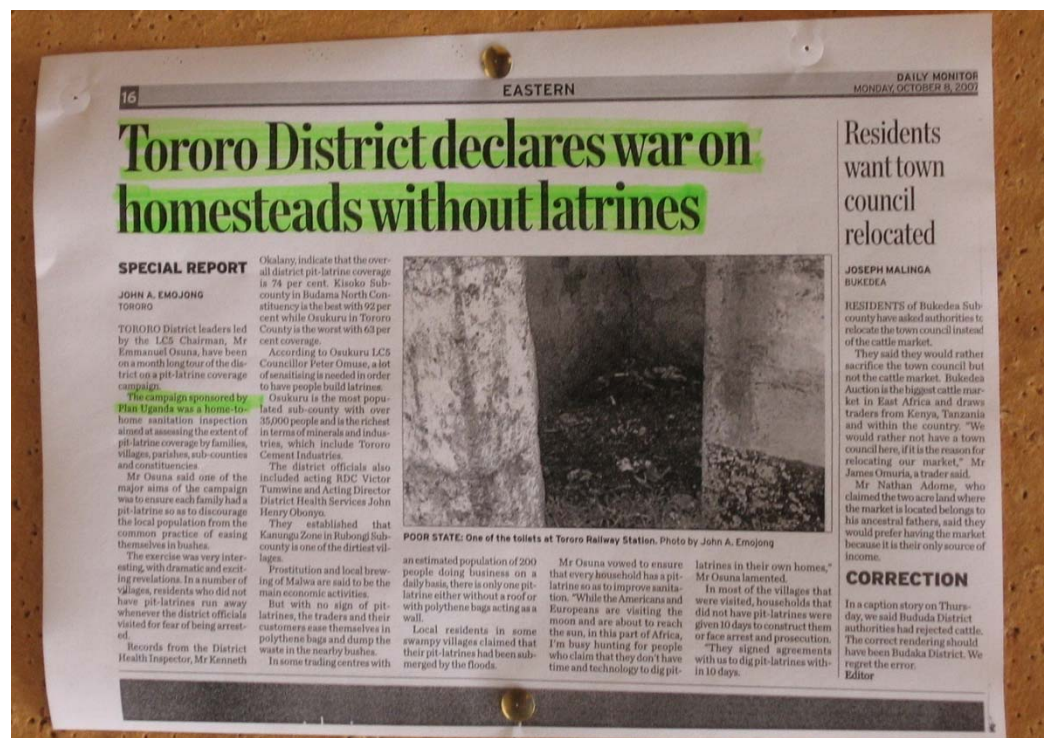 16
EASTERN
DAILY MONITOR
MONDAY, OCTOBER 8, 2007
Tororo District declares war on
homesteads without latrines
SPECIAL REPORT
JOHN A. EMOJONG
TORORO
TORORO District leaders led
by the LC5 Chairman, Mr
Emmanuel Osuna, have been
on a month long tour of the dis-
trict on a pit-latrine coverage
campaign.
The campaign sponsored by
Plan Uganda was a home-to-
home sanitation inspection
aimed at assessing the extent of
pit-latrine coverage by families,
villages, parishes, sub-counties
and constituencies
Mr Osuna said one of the
major aims of the campaign
was to ensure each family had a
pit-latrine so as to discourage
the local population from the
common practice of easing
themselves in bushes.
The exercise was very inter-
esting, with dramatic and excit-
ing revelations. In a number of
villages, residents who did not
have pit-latrines run away
whenever the district officials
visited for fear of being arrest-
ed.
Records from the District
Health Inspector, Mr Kenneth
Okalany, indicate that the over-
all district pit-latrine coverage
is 74 per cent. Kisoko Sub-
county in Budama North Con-
stituency is the best with 92 per
cent while Osukuru in Tororo
County is the worst with 63 per
cent coverage.
According to Osukuru LC5
Councillor Peter Omuse, a lot
of sensitising is needed in order
to have people build latrines.
Osukuru is the most popu-
lated sub-county with over
35,000 people and is the richest
in terms of minerals and indus-
tries, which include Tororo
Cement Industries.
The district officials also
included acting RDC Victor
Tumwine and Acting Director
District Health Services John
Henry Obonyo.
They established that
Kanungu Zone in Rubongi Sub-
county is one of the dirtiest vil-
lages.
Prostitution and local brew-
ing of Malwa are said to be the
main economic activities.
But with no sign of pit-
latrines, the traders and their
customers ease themselves in
polythene bags and dump the
waste in the nearby bushes.
In some trading centres with
POOR STATE: One of the toilets at Tororo Railway Station. Photo by John A. Emojong
an estimated population of 200
people doing business on a
daily basis, there is only one pit-
latrine either without a roof or
with polythene bags acting as a
wall.
Local residents in some
swampy villages claimed that
their pit-latrines had been sub-
merged by the floods.
Mr Osuna vowed to ensure
that every household has a pit-
latrine so as to improve sanita-
tion. "While the Americans and
Europeans are visiting the
moon and are about to reach
the sun, in this part of Africa,
I'm busy hunting for people
who claim that they don't have
time and technology to dig pit-
latrines in their own homes,"
Mr Osuna lamented.
In most of the villages that
were visited, households that
did not have pit-latrines were
given 10 days to construct them
or face arrest and prosecution.
"They signed agreements
with us to dig pit-latrines with-
in 10 days.
Residents
want town
council
relocated
JOSEPH MALINGA
BUKEDEA
RESIDENTS of Bukedea Sub-
county have asked authorities to
relocate the town council instead
of the cattle market.
They said they would rather
sacrifice the town council but
not the cattle market. Bukedea
Auction is the biggest cattle mar-
ket in East Africa and draws
traders from Kenya, Tanzania
and within the country. "We
would rather not have a town
council here, if it is the reason for
relocating our market," Mr
James Omuria, a trader said.
Mr Nathan Adome, who
claimed the two acre land where
the market is located belongs to
his ancestral fathers, said they
would prefer having the market
because it is their only source of
income.
CORRECTION
In a caption story on Thurs-
day, we said Bududa District
authorities had rejected cattle.
The correct rendering should
have been Budaka District. We
regret the error.
Editor